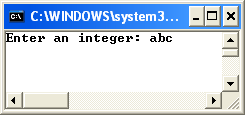 C:\WINDOWS\system3...
Enter an integer: abc